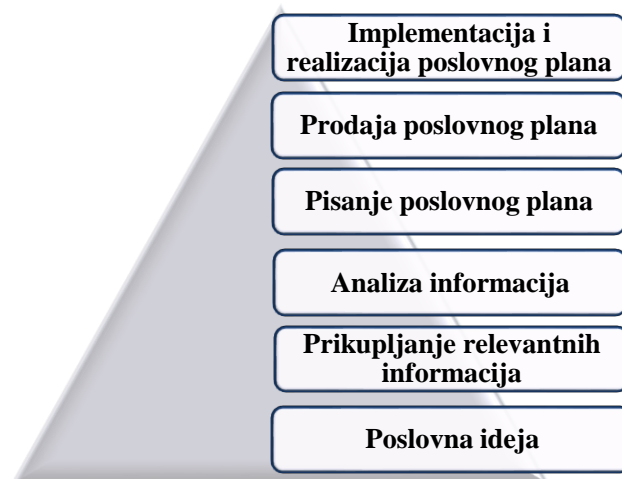 Implementacija i
realizacija poslovnog plana
Prodaja poslovnog plana
Pisanje poslovnog plana
Analiza informacija
Prikupljanje relevantnih
informacija
Poslovna ideja